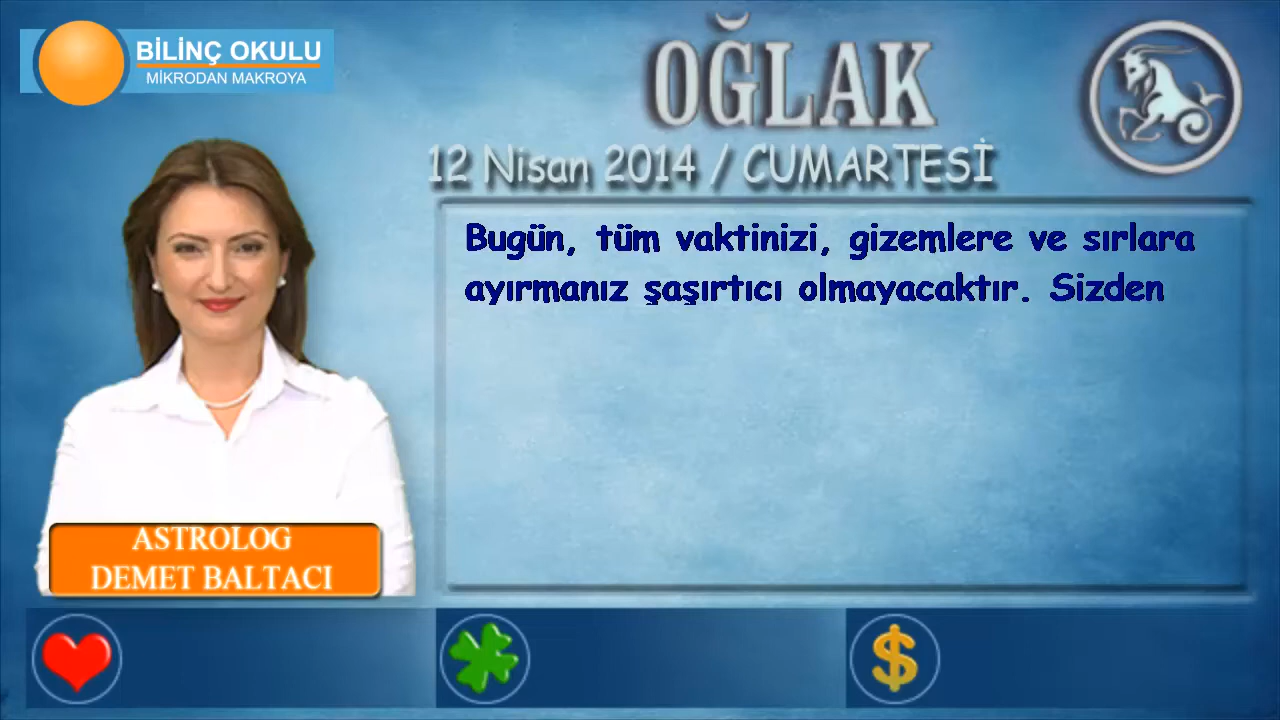 BİLİNÇ OKULU
MİKRODAN MAKROYA
OĞLAK
12 Nisan 2014 / CUMARTESİ
Bugün, tüm vaktinizi, gizemlere ve sırlara
ayırmanız şaşırtıcı olmayacaktır. Sizden
ASTROLOG
DEMET BALTACI
$